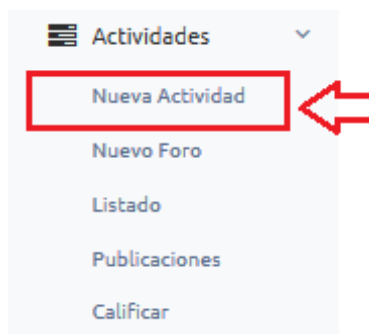 Actividades
Nueva Actividad
Nuevo Foro
Listado
Publicaciones
Calificar